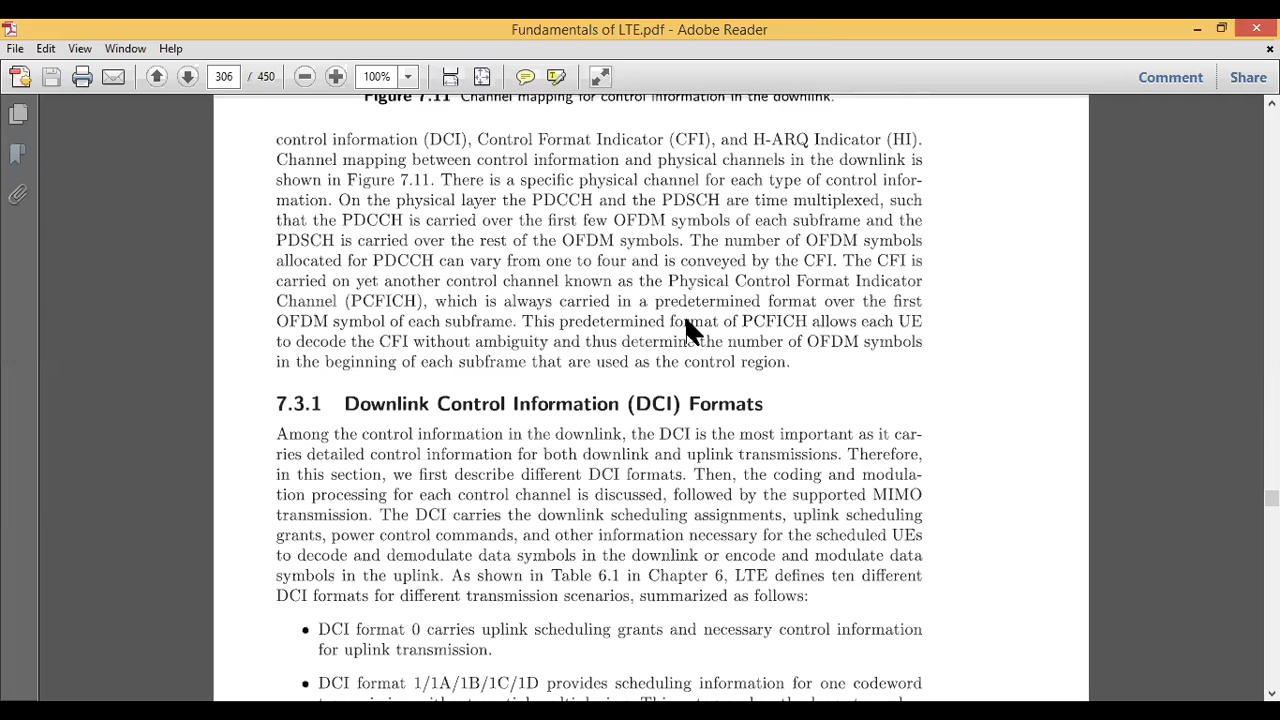 Fundamentals of LTE.pdf - Adobe Reader
File Edit View Window Help
306 / 450 100% Comment Share
Figure 7.11 Channel mapping for control information in the downlink.
control information (DCI), Control Format Indicator (CFI), and H-ARQ Indicator (HI).
Channel mapping between control information and physical channels in the downlink is
shown in Figure 7.11. There is a specific physical channel for each type of control infor-
mation. On the physical layer the PDCCH and the PDSCH are time multiplexed, such
that the PDCCH is carried over the first few OFDM symbols of each subframe and the
PDSCH is carried over the rest of the OFDM symbols. The number of OFDM symbols
allocated for PDCCH can vary from one to four and is conveyed by the CFI. The CFI is
carried on yet another control channel known as the Physical Control Format Indicator
Channel (PCFICH), which is always carried in a predetermined format over the first
OFDM symbol of each subframe. This predetermined format of PCFICH allows each UE
to decode the CFI without ambiguity and thus determine the number of OFDM symbols
in the beginning of each subframe that are used as the control region.
7.3.1 Downlink Control Information (DCI) Formats
Among the control information in the downlink, the DCI is the most important as it car-
ries detailed control information for both downlink and uplink transmissions. Therefore,
in this section, we first describe different DCI formats. Then, the coding and modula-
tion processing for each control channel is discussed, followed by the supported MIMO
transmission. The DCI carries the downlink scheduling assignments, uplink scheduling
grants, power control commands, and other information necessary for the scheduled UEs
to decode and demodulate data symbols in the downlink or encode and modulate data
symbols in the uplink. As shown in Table 6.1 in Chapter 6, LTE defines ten different
DCI formats for different transmission scenarios, summarized as follows:
• DCI format 0 carries uplink scheduling grants and necessary control information
for uplink transmission.
• DCI format 1/1A/1B/1C/1D provides scheduling information for one codeword